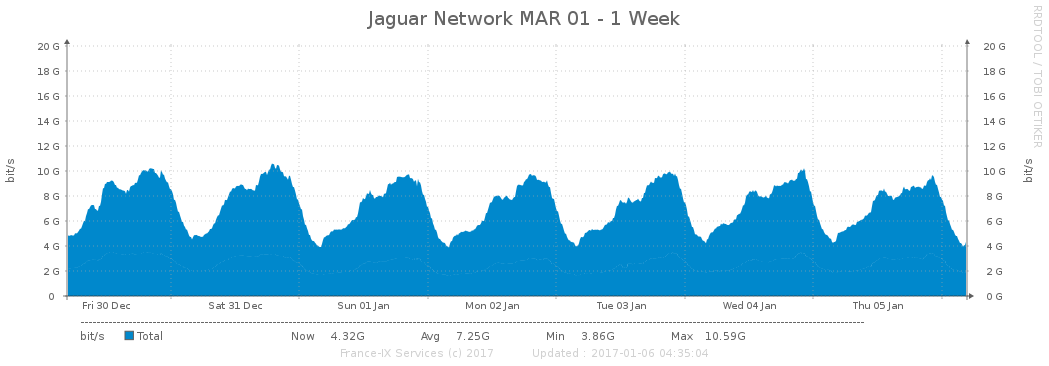 Jaguar Network MAR 01 - 1 Week
RRDTOOL / TOBI OETIKER
bit/s
20 G 20 G
18 G 18 G
16 G 16 G
14 G 14 G
12 G 12 G
10 G 10 G
8 G 8 G
6 G 6 G
4 G 4 G
2 G 2 G
0 0 G
bit/s
Fri 30 Dec Sat 31 Dec Sun 01 Jan Mon 02 Jan Tue 03 Jan Wed 04 Jan Thu 05 Jan
bit/s Total Now 4.32G Avg 7.25G Min 3.86G Max 10.59G
France-IX Services (c) 2017 Updated : 2017-01-06 04:35:04